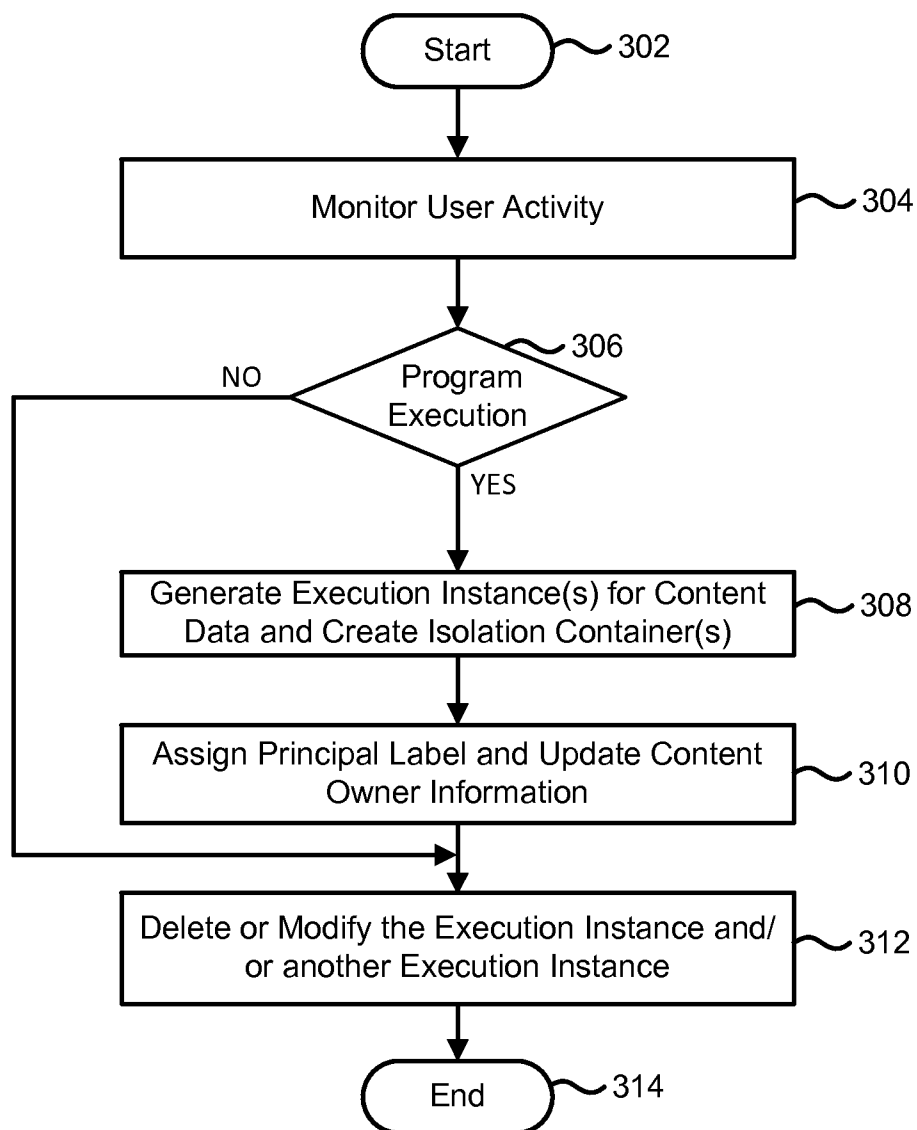 Start
302
Monitor User Activity
304
306
NO
Program
Execution
YES
Generate Execution Instance(s) for Content
Data and Create Isolation Container(s)
308
Assign Principal Label and Update Content
Owner Information
310
Delete or Modify the Execution Instance and/
or another Execution Instance
312
End
314